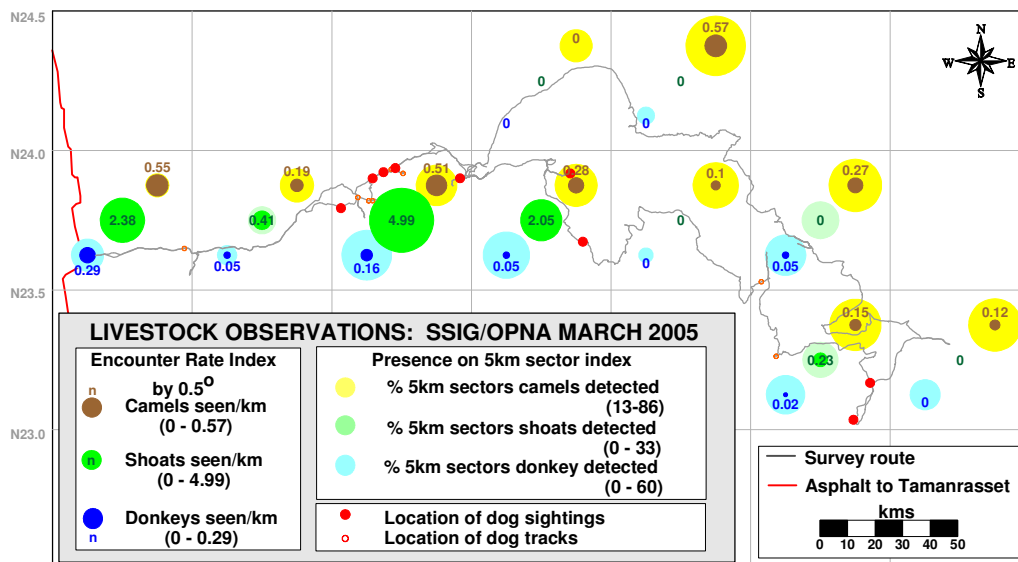 N24.5
0
0.57
N
W E
S
0
0
0
0
N24.0
0.55
0.19
0.51
0.28
0.1
0.27
2.38
0.41
4.99
2.05
0
0
0.29
0.05
0.16
0.05
0
0.05
N23.5
0.15
0.12
0.23
0
0.02
0
N23.0
LIVESTOCK OBSERVATIONS: SSIG/OPNA MARCH 2005
Encounter Rate Index
by 0.5O
n
Camels seen/km
(0 - 0.57)
n
Shoats seen/km
(0 - 4.99)
Donkeys seen/km
n
(0 - 0.29)
Presence on 5km sector index
% 5km sectors camels detected
(13-86)
% 5km sectors shoats detected
(0 - 33)
% 5km sectors donkey detected
(0 - 60)
Location of dog sightings
Location of dog tracks
Survey route
Asphalt to Tamanrasset
kms
0 10 20 30 40 50